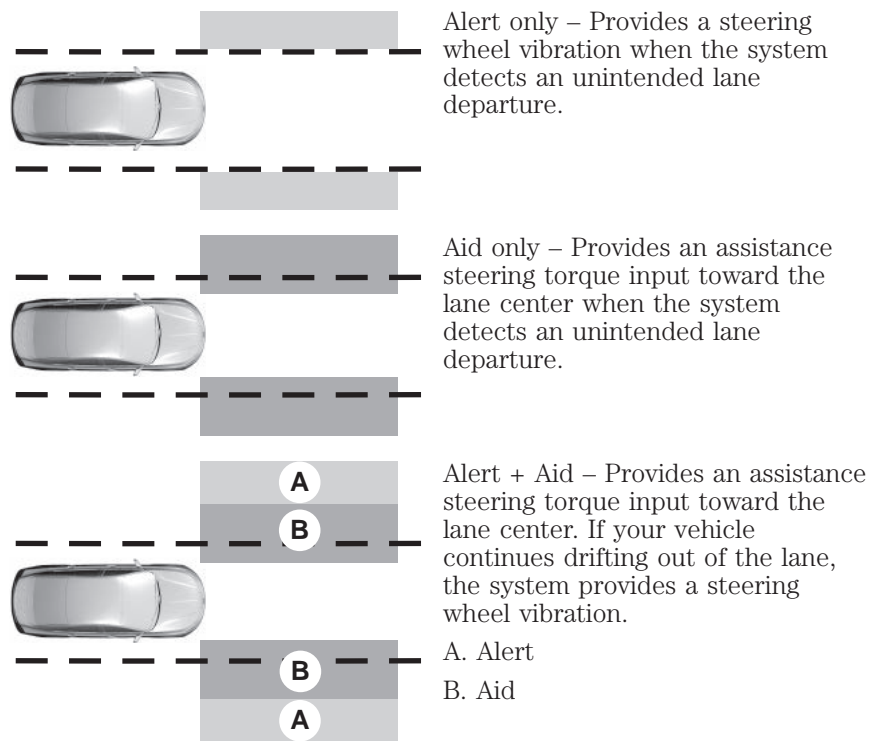 Alert only – Provides a steering
wheel vibration when the system
detects an unintended lane
departure.
Aid only – Provides an assistance
steering torque input toward the
lane center when the system
detects an unintended lane
departure.
A
B
B
A
Alert + Aid – Provides an assistance
steering torque input toward the
lane center. If your vehicle
continues drifting out of the lane,
the system provides a steering
wheel vibration.
A. Alert
B. Aid